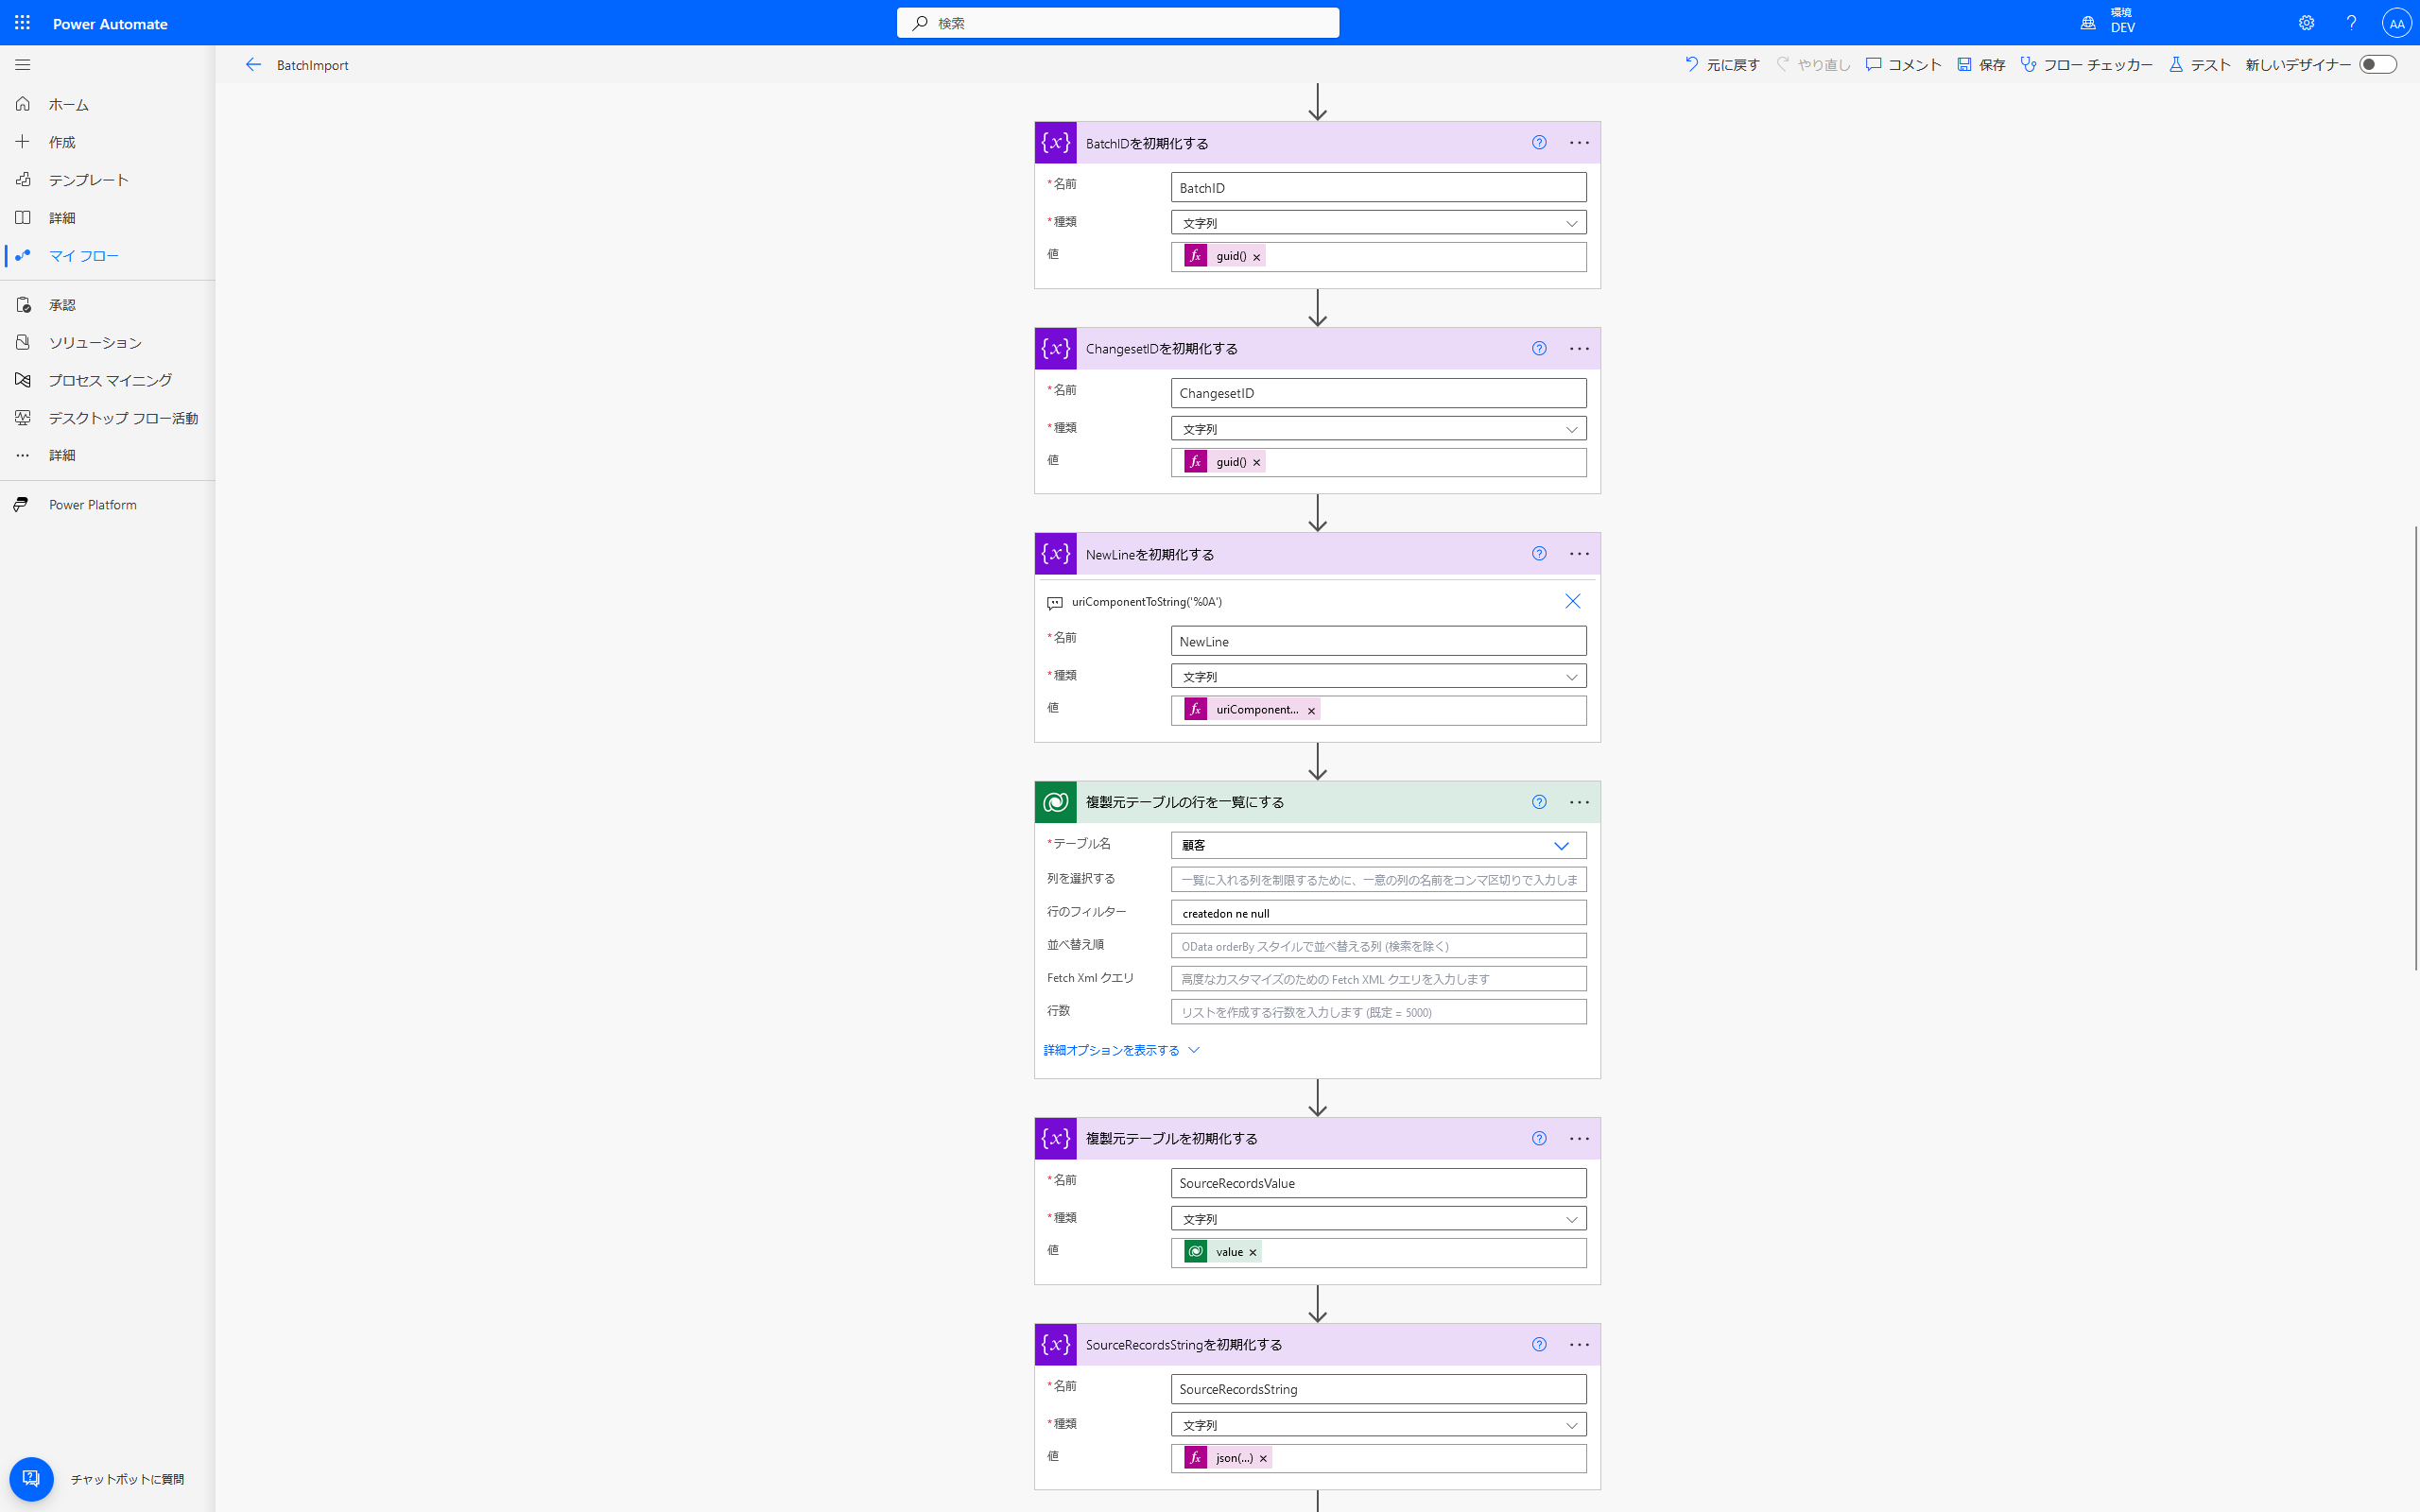 Power Automate
検索
環境
DEV
AA
BatchImport
元に戻す
やり直し
コメント
保存
フロー チェッカー
テスト
新しいデザイナー
ホーム
作成
テンプレート
詳細
マイ フロー
承認
ソリューション
プロセス マイニング
デスクトップ フロー活動
詳細
Power Platform
チャットボットに質問
{x} BatchIDを初期化する
*名前 BatchID
*種類 文字列
値 fx guid() ×
{x} ChangesetIDを初期化する
*名前 ChangesetID
*種類 文字列
値 fx guid() ×
{x} NewLineを初期化する
uriComponentToString('%0A')
*名前 NewLine
*種類 文字列
値 fx uriComponent... ×
複製元テーブルの行を一覧にする
*テーブル名 顧客
列を選択する 一覧に入れる列を制限するために、一意の列の名前をコンマ区切りで入力しま
行のフィルター createdon ne null
並べ替え順 OData orderBy スタイルで並べ替える列 (検索を除く)
Fetch Xml クエリ 高度なカスタマイズのための Fetch XML クエリを入力します
行数 リストを作成する行数を入力します (既定 = 5000)
詳細オプションを表示する
{x} 複製元テーブルを初期化する
*名前 SourceRecordsValue
*種類 文字列
値 value ×
{x} SourceRecordsStringを初期化する
*名前 SourceRecordsString
*種類 文字列
値 fx json(...) ×